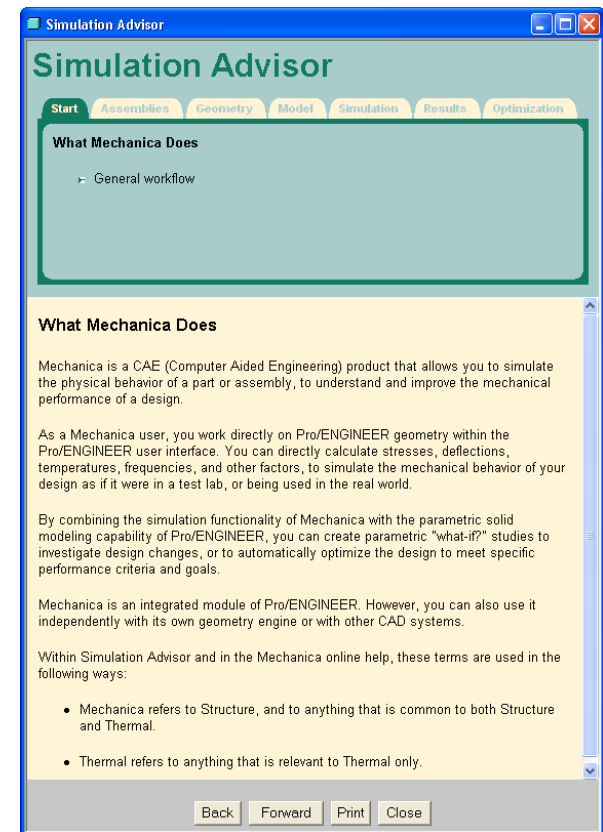 Simulation Advisor
Simulation Advisor
Start Assemblies Geometry Model Simulation Results Optimization
What Mechanica Does
General workflow
What Mechanica Does
Mechanica is a CAE (Computer Aided Engineering) product that allows you to simulate
the physical behavior of a part or assembly, to understand and improve the mechanical
performance of a design.
As a Mechanica user, you work directly on Pro/ENGINEER geometry within the
Pro/ENGINEER user interface. You can directly calculate stresses, deflections,
temperatures, frequencies, and other factors, to simulate the mechanical behavior of your
design as if it were in a test lab, or being used in the real world.
By combining the simulation functionality of Mechanica with the parametric solid
modeling capability of Pro/ENGINEER, you can create parametric "what-if?" studies to
investigate design changes, or to automatically optimize the design to meet specific
performance criteria and goals.
Mechanica is an integrated module of Pro/ENGINEER. However, you can also use it
independently with its own geometry engine or with other CAD systems.
Within Simulation Advisor and in the Mechanica online help, these terms are used in the
following ways:
• Mechanica refers to Structure, and to anything that is common to both Structure
and Thermal.
• Thermal refers to anything that is relevant to Thermal only.
Back Forward Print Close